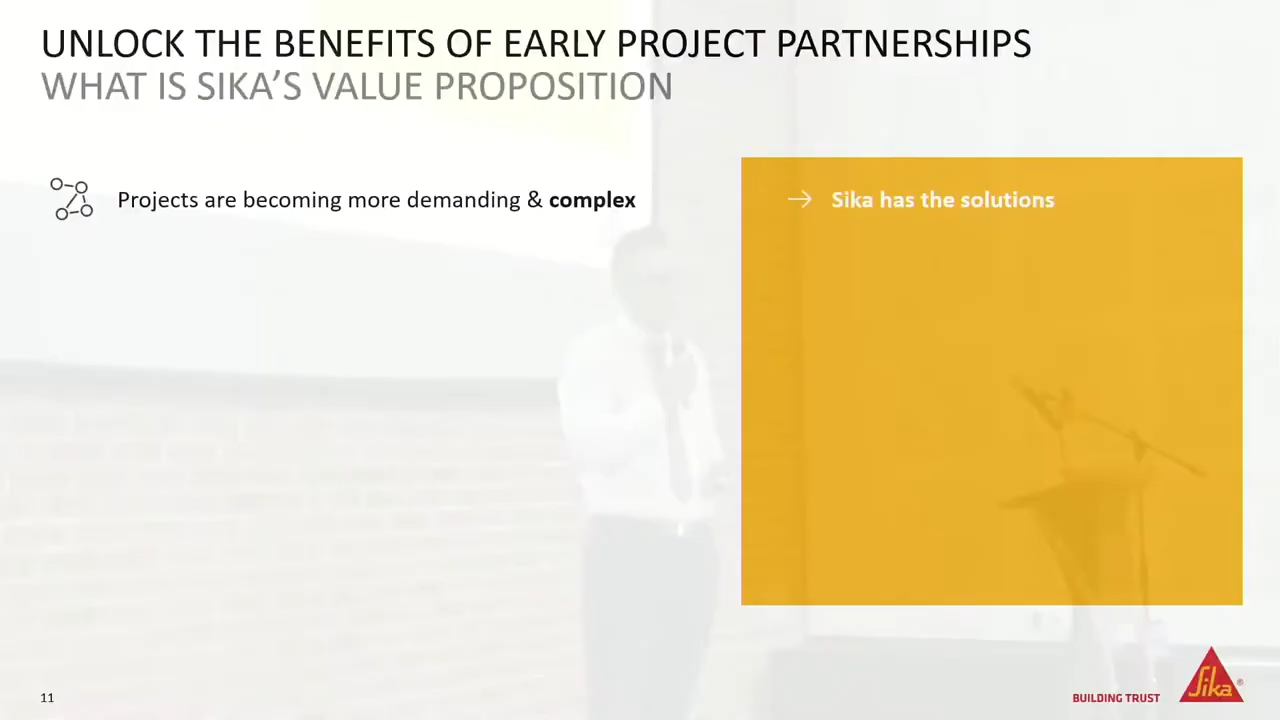 UNLOCK THE BENEFITS OF EARLY PROJECT PARTNERSHIPS
WHAT IS SIKA’S VALUE PROPOSITION
Projects are becoming more demanding & complex
→ Sika has the solutions
11
BUILDING TRUST
Sika®